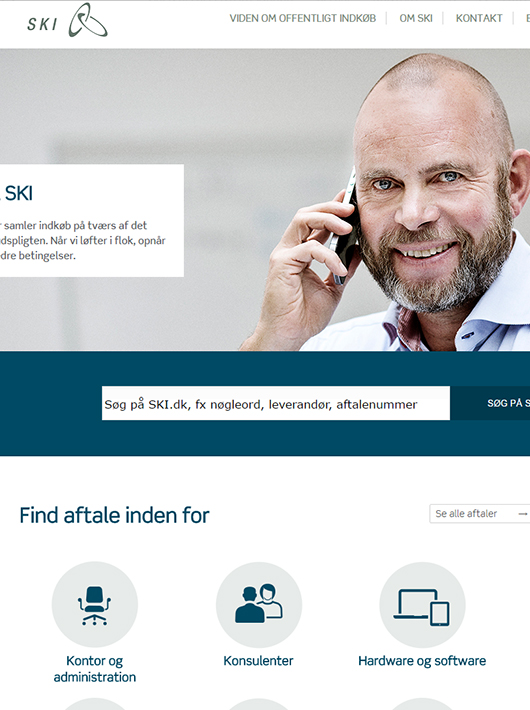 SKI
VIDEN OM OFFENTLIGT INDKØB
OM SKI
KONTAKT
SKI
samler indkøb på tværs af det
Når vi løfter i flok, opnår
betingelser.
Søg på SKI.dk, fx nøgleord, leverandør, aftalenummer
SØG PÅ S
Find aftale inden for
Se alle aftaler →
Kontor og
administration
Konsulenter
Hardware og software